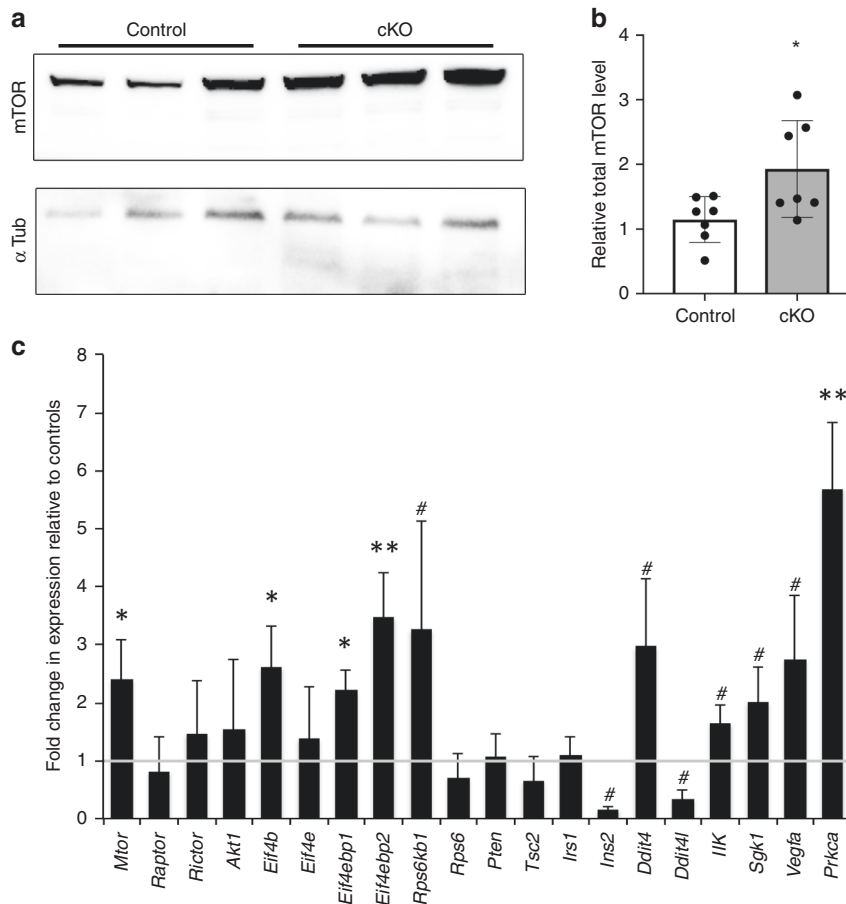 a
Control
cKO
mTOR
α Tub
b
Relative total mTOR level
4
3
2
1
0
*
Control
cKO
c
Fold change in expression relative to controls
8
7
6
5
4
3
2
1
0
*
*
*
**
#
#
#
#
#
#
#
**
Mtor
Raptor
Rictor
Akt1
Eif4b
Eif4e
Eif4ebp1
Eif4ebp2
Rps6kb1
Rps6
Pten
Tsc2
Irs1
Ins2
Ddit4
Ddit4l
IlK
Sgk1
Vegfa
Prkca